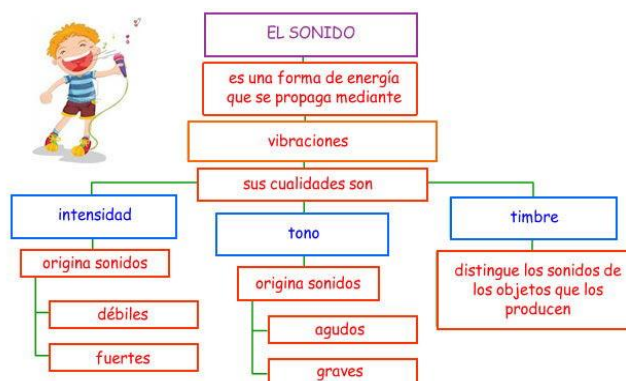 EL SONIDO
es una forma de energía
que se propaga mediante
vibraciones
sus cualidades son
intensidad
origina sonidos
débiles
fuertes
tono
origina sonidos
agudos
graves
timbre
distingue los sonidos de
los objetos que los
producen